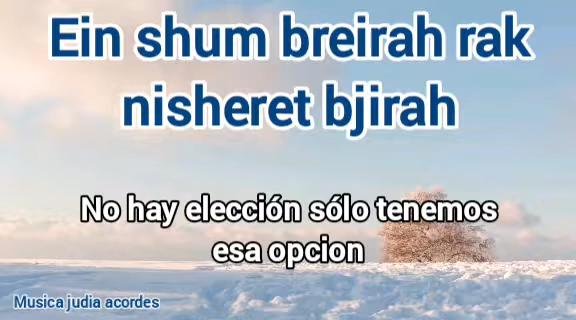 Ein shum breirah rak
nisheret bjirah
No hay elección sólo tenemos
esa opcion
Musica judia acordes